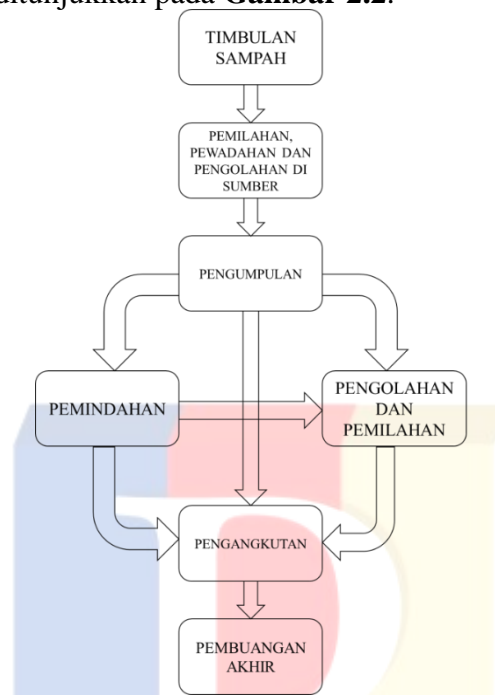 ditunjukkan pada Gambar 2.2.
TIMBULAN
SAMPAH
PEMILAHAN,
PEWADAHAN DAN
PENGOLAHAN DI
SUMBER
PENGUMPULAN
PEMINDAHAN
PENGOLAHAN
DAN
PEMILAHAN
PENGANGKUTAN
PEMBUANGAN
AKHIR